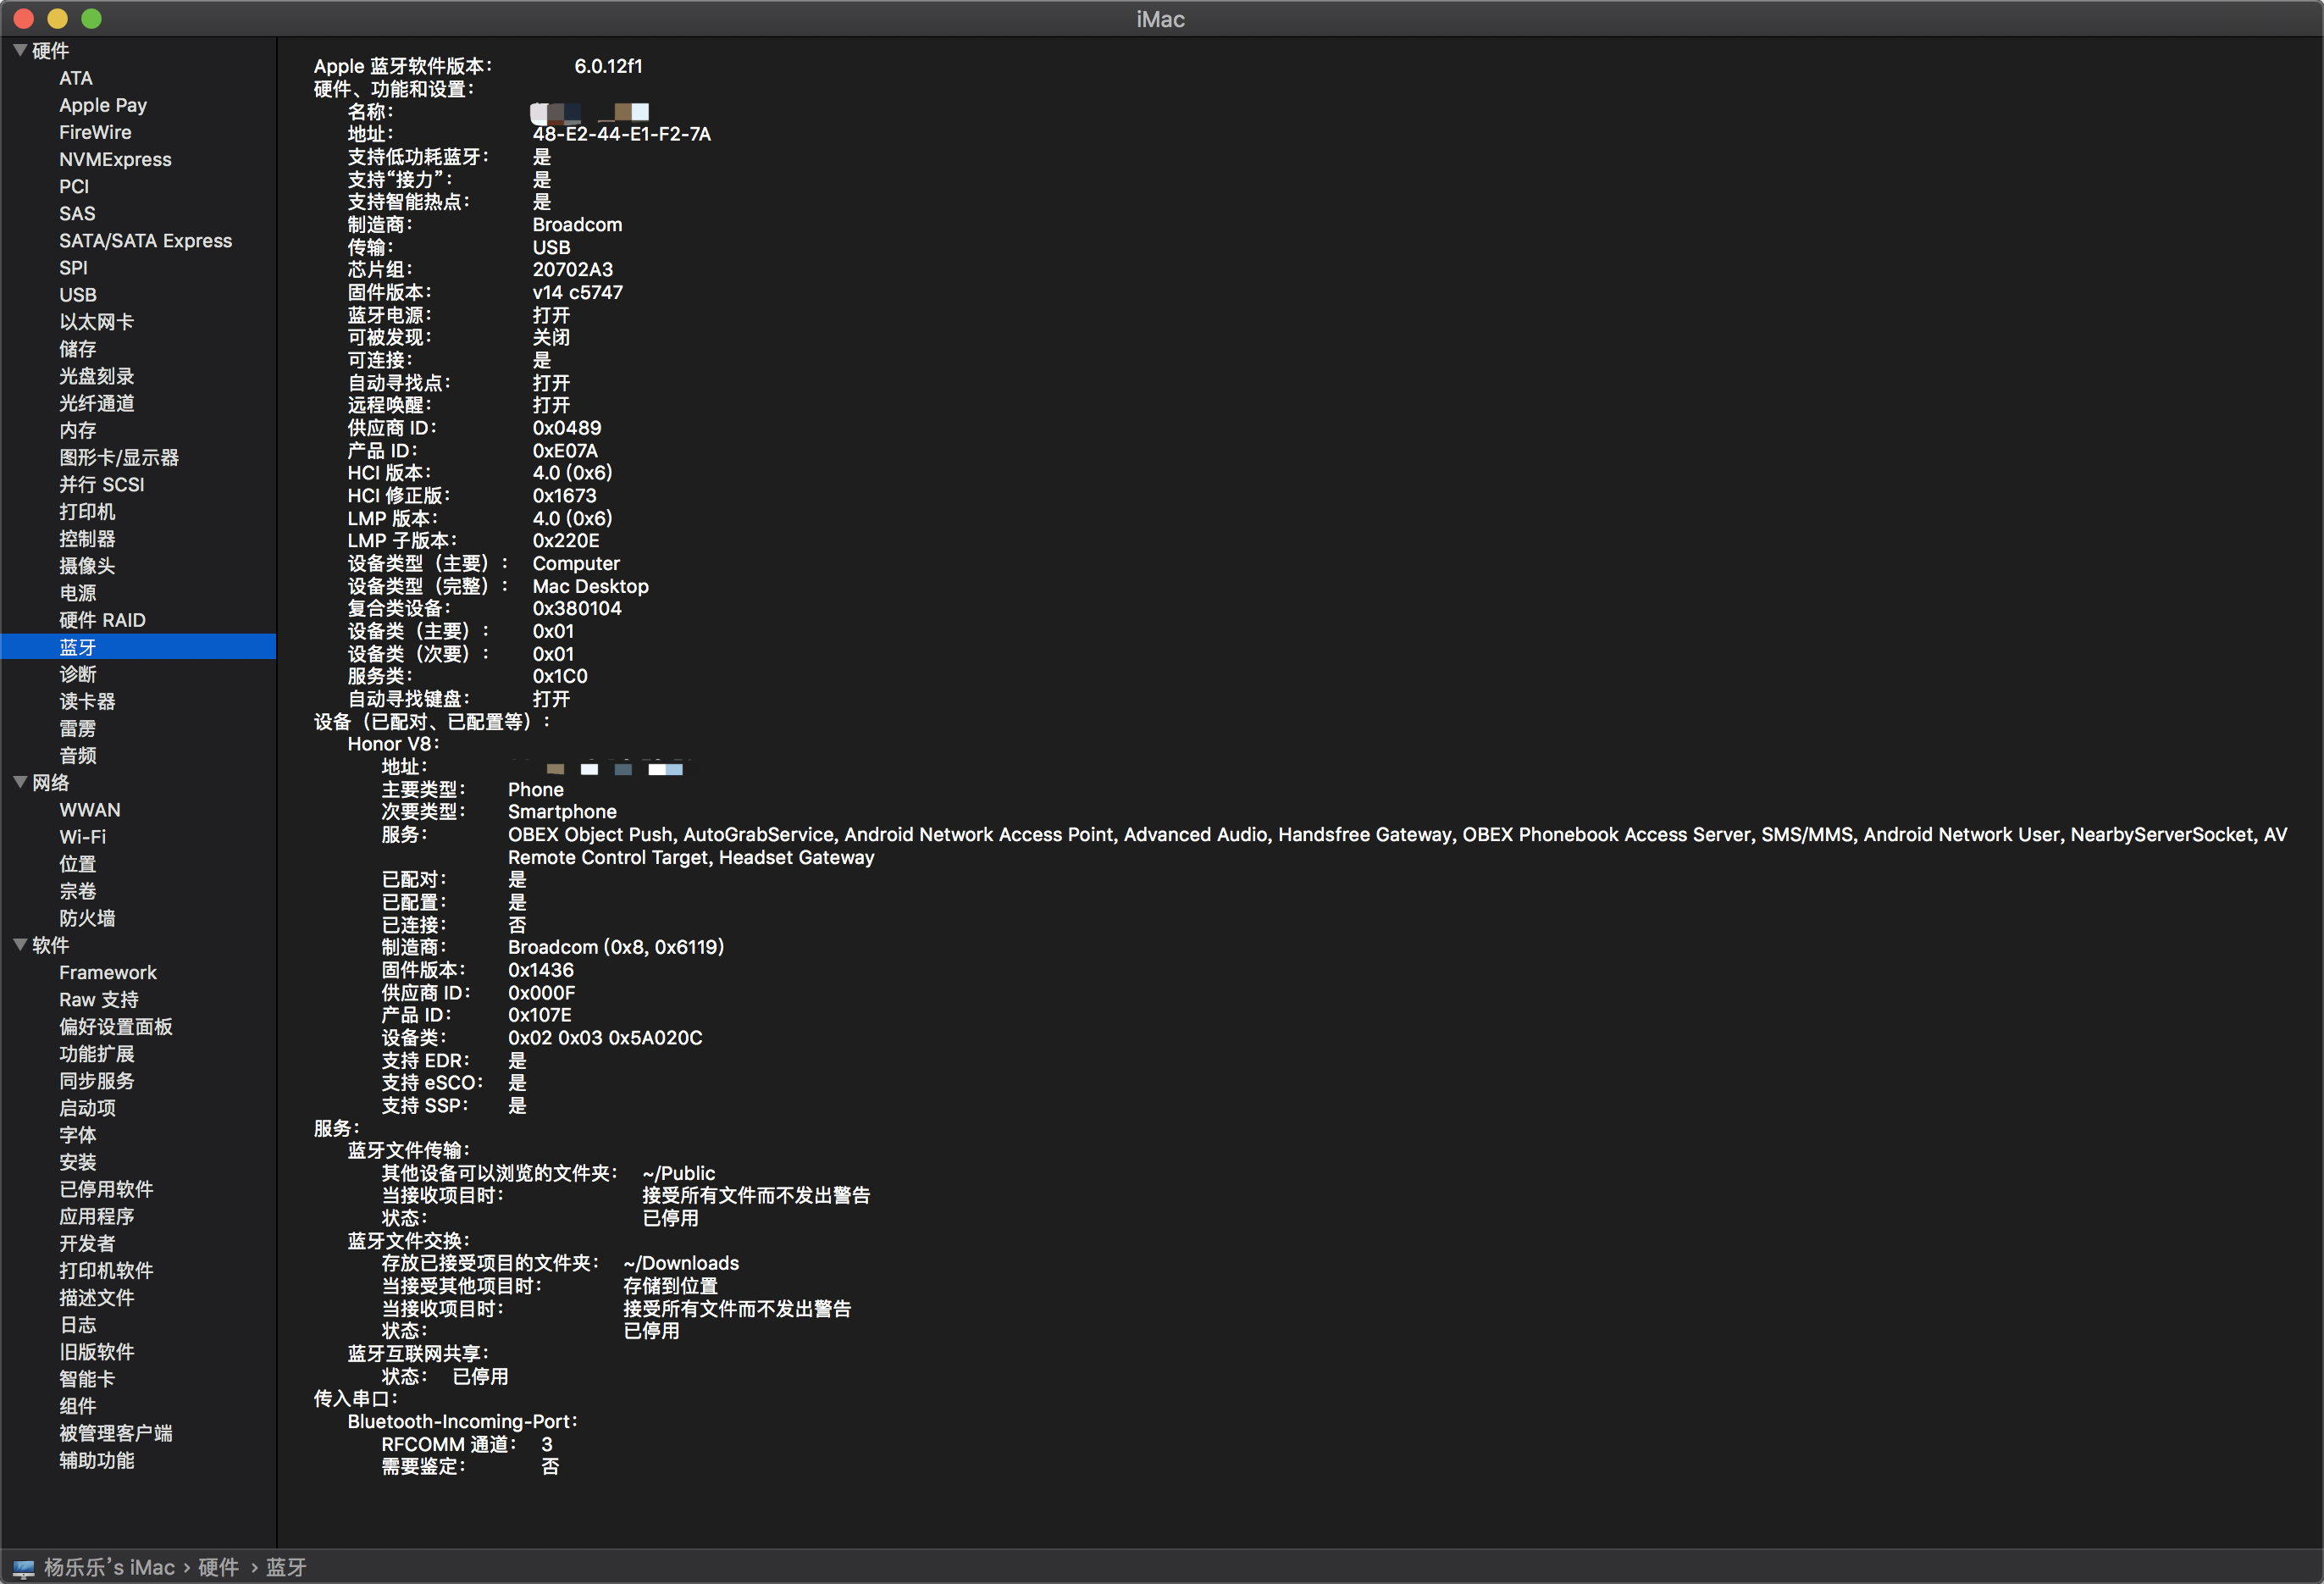 iMac
硬件
ATA
Apple Pay
FireWire
NVMExpress
PCI
SAS
SATA/SATA Express
SPI
USB
以太网卡
储存
光盘刻录
光纤通道
内存
图形卡/显示器
并行 SCSI
打印机
控制器
摄像头
电源
硬件 RAID
蓝牙
诊断
读卡器
雷雳
音频
网络
WWAN
Wi-Fi
位置
宗卷
防火墙
软件
Framework
Raw 支持
偏好设置面板
功能扩展
同步服务
启动项
字体
安装
已停用软件
应用程序
开发者
打印机软件
描述文件
日志
旧版软件
智能卡
组件
被管理客户端
辅助功能
Apple 蓝牙软件版本： 6.0.12f1
硬件、功能和设置：
名称：
地址： 48-E2-44-E1-F2-7A
支持低功耗蓝牙： 是
支持“接力”： 是
支持智能热点： 是
制造商： Broadcom
传输： USB
芯片组： 20702A3
固件版本： v14 c5747
蓝牙电源： 打开
可被发现： 关闭
可连接： 是
自动寻找点： 打开
远程唤醒： 打开
供应商 ID： 0x0489
产品 ID： 0xE07A
HCI 版本： 4.0 (0x6)
HCI 修正版： 0x1673
LMP 版本： 4.0 (0x6)
LMP 子版本： 0x220E
设备类型（主要）： Computer
设备类型（完整）： Mac Desktop
复合类设备： 0x380104
设备类（主要）： 0x01
设备类（次要）： 0x01
服务类： 0x1C0
自动寻找键盘： 打开
设备（已配对、已配置等）：
Honor V8：
地址：
主要类型： Phone
次要类型： Smartphone
服务： OBEX Object Push, AutoGrabService, Android Network Access Point, Advanced Audio, Handsfree Gateway, OBEX Phonebook Access Server, SMS/MMS, Android Network User, NearbyServerSocket, AV
Remote Control Target, Headset Gateway
已配对： 是
已配置： 是
已连接： 否
制造商： Broadcom (0x8, 0x6119)
固件版本： 0x1436
供应商 ID： 0x000F
产品 ID： 0x107E
设备类： 0x02 0x03 0x5A020C
支持 EDR： 是
支持 eSCO： 是
支持 SSP： 是
服务：
蓝牙文件传输：
其他设备可以浏览的文件夹： ~/Public
当接收项目时： 接受所有文件而不发出警告
状态： 已停用
蓝牙文件交换：
存放已接受项目的文件夹： ~/Downloads
当接受其他项目时： 存储到位置
当接收项目时： 接受所有文件而不发出警告
状态： 已停用
蓝牙互联网共享：
状态： 已停用
传入串口：
Bluetooth-Incoming-Port：
RFCOMM 通道： 3
需要鉴定： 否
杨乐乐’s iMac › 硬件 › 蓝牙